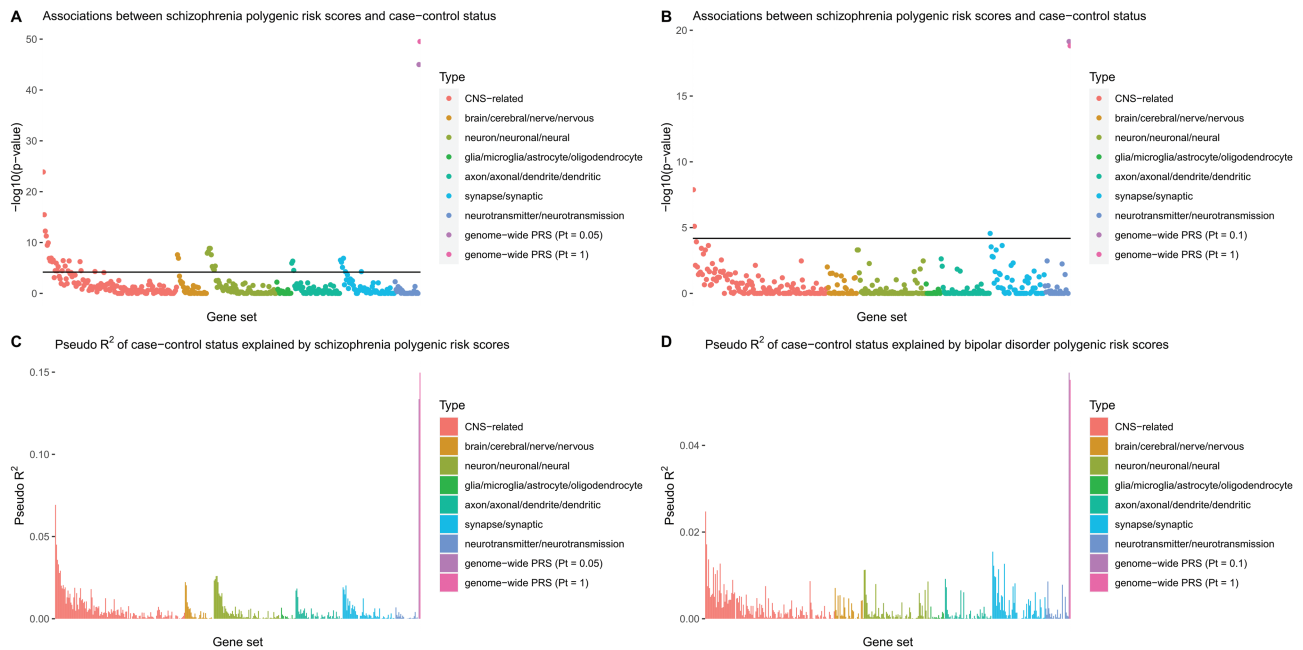 A Associations between schizophrenia polygenic risk scores and case−control status
50
40
30
20
10
0
−log10(p−value)
Gene set
Type
CNS−related
brain/cerebral/nerve/nervous
neuron/neuronal/neural
glia/microglia/astrocyte/oligodendrocyte
axon/axonal/dendrite/dendritic
synapse/synaptic
neurotransmitter/neurotransmission
genome−wide PRS (Pt = 0.05)
genome−wide PRS (Pt = 1)
B Associations between schizophrenia polygenic risk scores and case−control status
20
15
10
5
0
−log10(p−value)
Gene set
Type
CNS−related
brain/cerebral/nerve/nervous
neuron/neuronal/neural
glia/microglia/astrocyte/oligodendrocyte
axon/axonal/dendrite/dendritic
synapse/synaptic
neurotransmitter/neurotransmission
genome−wide PRS (Pt = 0.1)
genome−wide PRS (Pt = 1)
C Pseudo R² of case−control status explained by schizophrenia polygenic risk scores
0.15
0.10
0.05
0.00
Pseudo R²
Gene set
Type
CNS−related
brain/cerebral/nerve/nervous
neuron/neuronal/neural
glia/microglia/astrocyte/oligodendrocyte
axon/axonal/dendrite/dendritic
synapse/synaptic
neurotransmitter/neurotransmission
genome−wide PRS (Pt = 0.05)
genome−wide PRS (Pt = 1)
D Pseudo R² of case−control status explained by bipolar disorder polygenic risk scores
0.04
0.02
0.00
Pseudo R²
Gene set
Type
CNS−related
brain/cerebral/nerve/nervous
neuron/neuronal/neural
glia/microglia/astrocyte/oligodendrocyte
axon/axonal/dendrite/dendritic
synapse/synaptic
neurotransmitter/neurotransmission
genome−wide PRS (Pt = 0.1)
genome−wide PRS (Pt = 1)